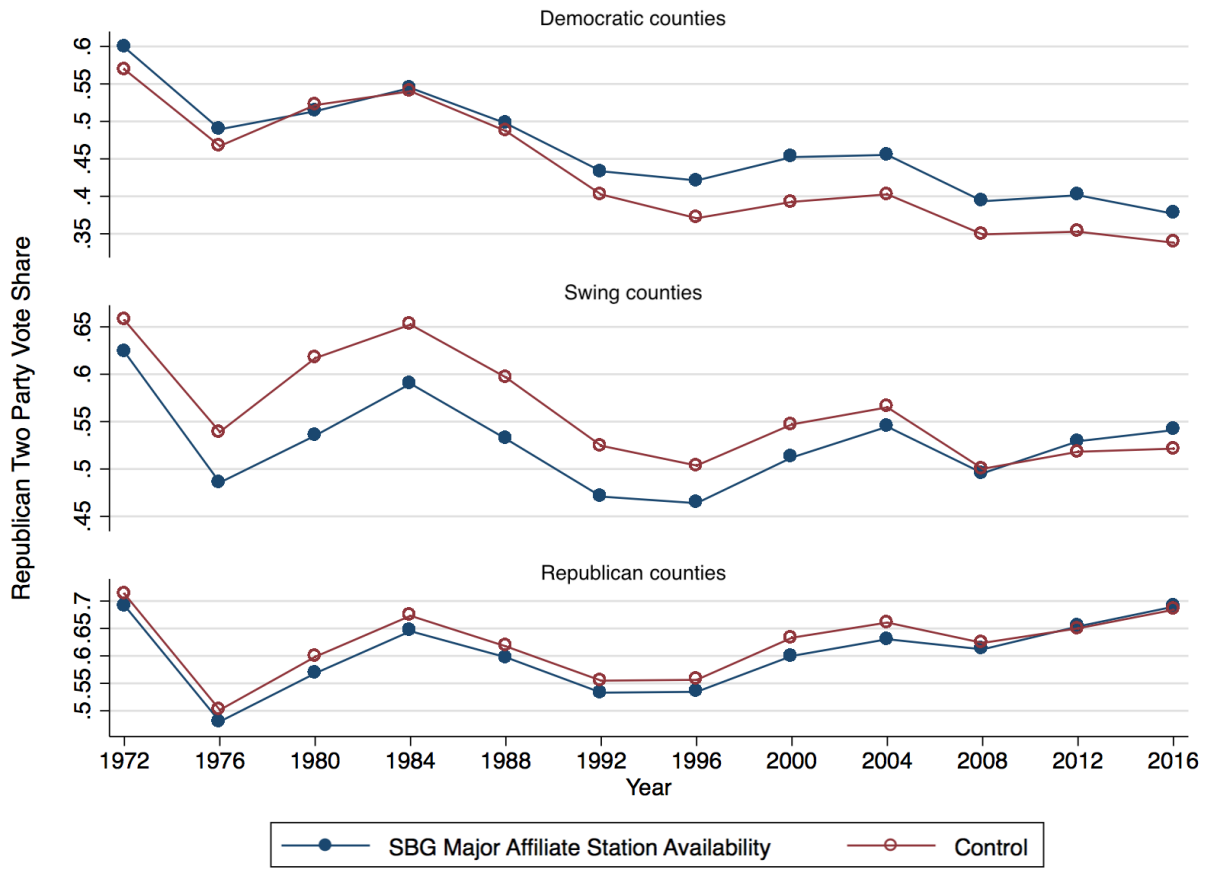 Democratic counties
.6
.55
.5
.45
.4
.35
Swing counties
.65
.6
.55
.5
.45
Republican counties
.7
.65
.6
.55
.5
Republican Two Party Vote Share
1972 1976 1980 1984 1988 1992 1996 2000 2004 2008 2012 2016
Year
SBG Major Affiliate Station Availability Control